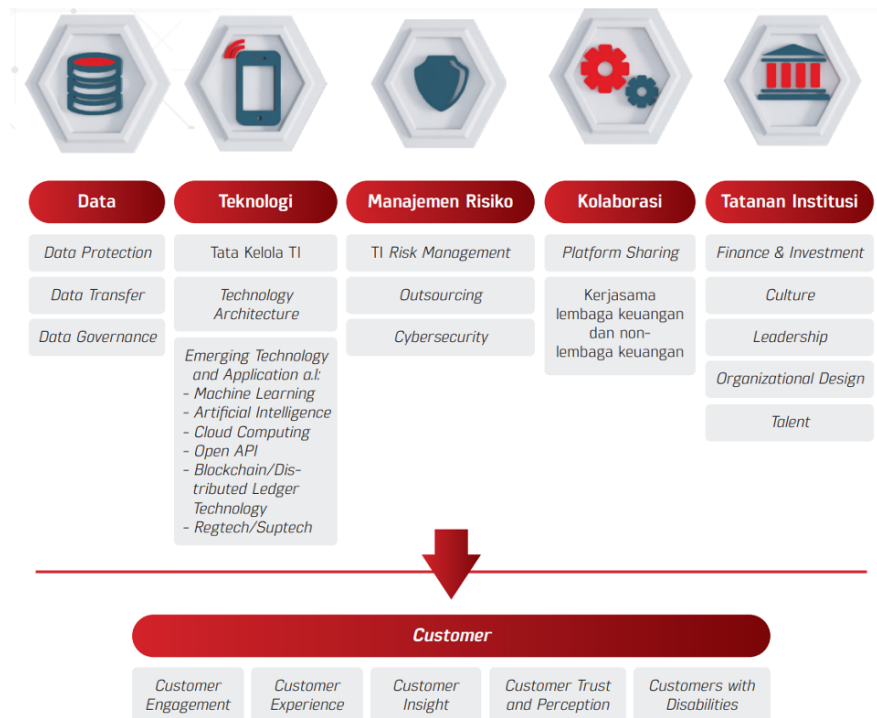 Data
Data Protection
Data Transfer
Data Governance
Teknologi
Tata Kelola TI
Technology
Architecture
Emerging Technology
and Application a.l:
- Machine Learning
- Artificial Intelligence
- Cloud Computing
- Open API
- Blockchain/Dis-
tributed Ledger
Technology
- Regtech/Suptech
Manajemen Risiko
TI Risk Management
Outsourcing
Cybersecurity
Kolaborasi
Platform Sharing
Kerjasama
lembaga keuangan
dan non-
lembaga keuangan
Tatanan Institusi
Finance & Investment
Culture
Leadership
Organizational Design
Talent
Customer
Customer
Engagement
Customer
Experience
Customer
Insight
Customer Trust
and Perception
Customers with
Disabilities